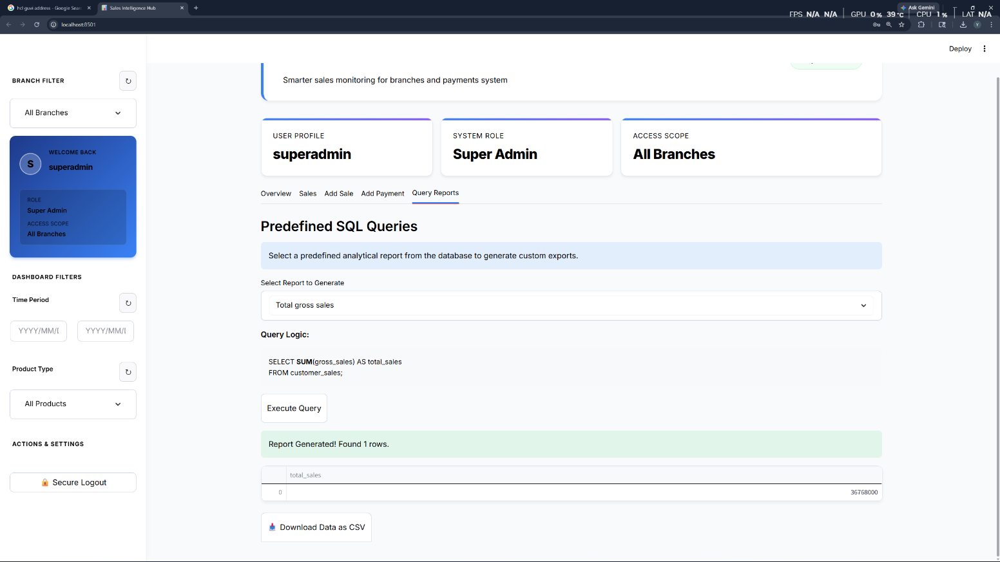 hcl guvi address - Google Sear
Sales Intelligence Hub
Ask Gemini
FPS N/A N/A GPU 0 % 39 °C CPU 1 % LAT N/A
localhost:8501
Y
Deploy
BRANCH FILTER
All Branches
S
WELCOME BACK
superadmin
ROLE
Super Admin
ACCESS SCOPE
All Branches
DASHBOARD FILTERS
Time Period
YYYY/MM/D YYYY/MM/D
Product Type
All Products
ACTIONS & SETTINGS
Secure Logout
Smarter sales monitoring for branches and payments system
USER PROFILE
superadmin
SYSTEM ROLE
Super Admin
ACCESS SCOPE
All Branches
Overview Sales Add Sale Add Payment Query Reports
Predefined SQL Queries
Select a predefined analytical report from the database to generate custom exports.
Select Report to Generate
Total gross sales
Query Logic:
SELECT SUM(gross_sales) AS total_sales
FROM customer_sales;
Execute Query
Report Generated! Found 1 rows.
total_sales
0 36768000
Download Data as CSV